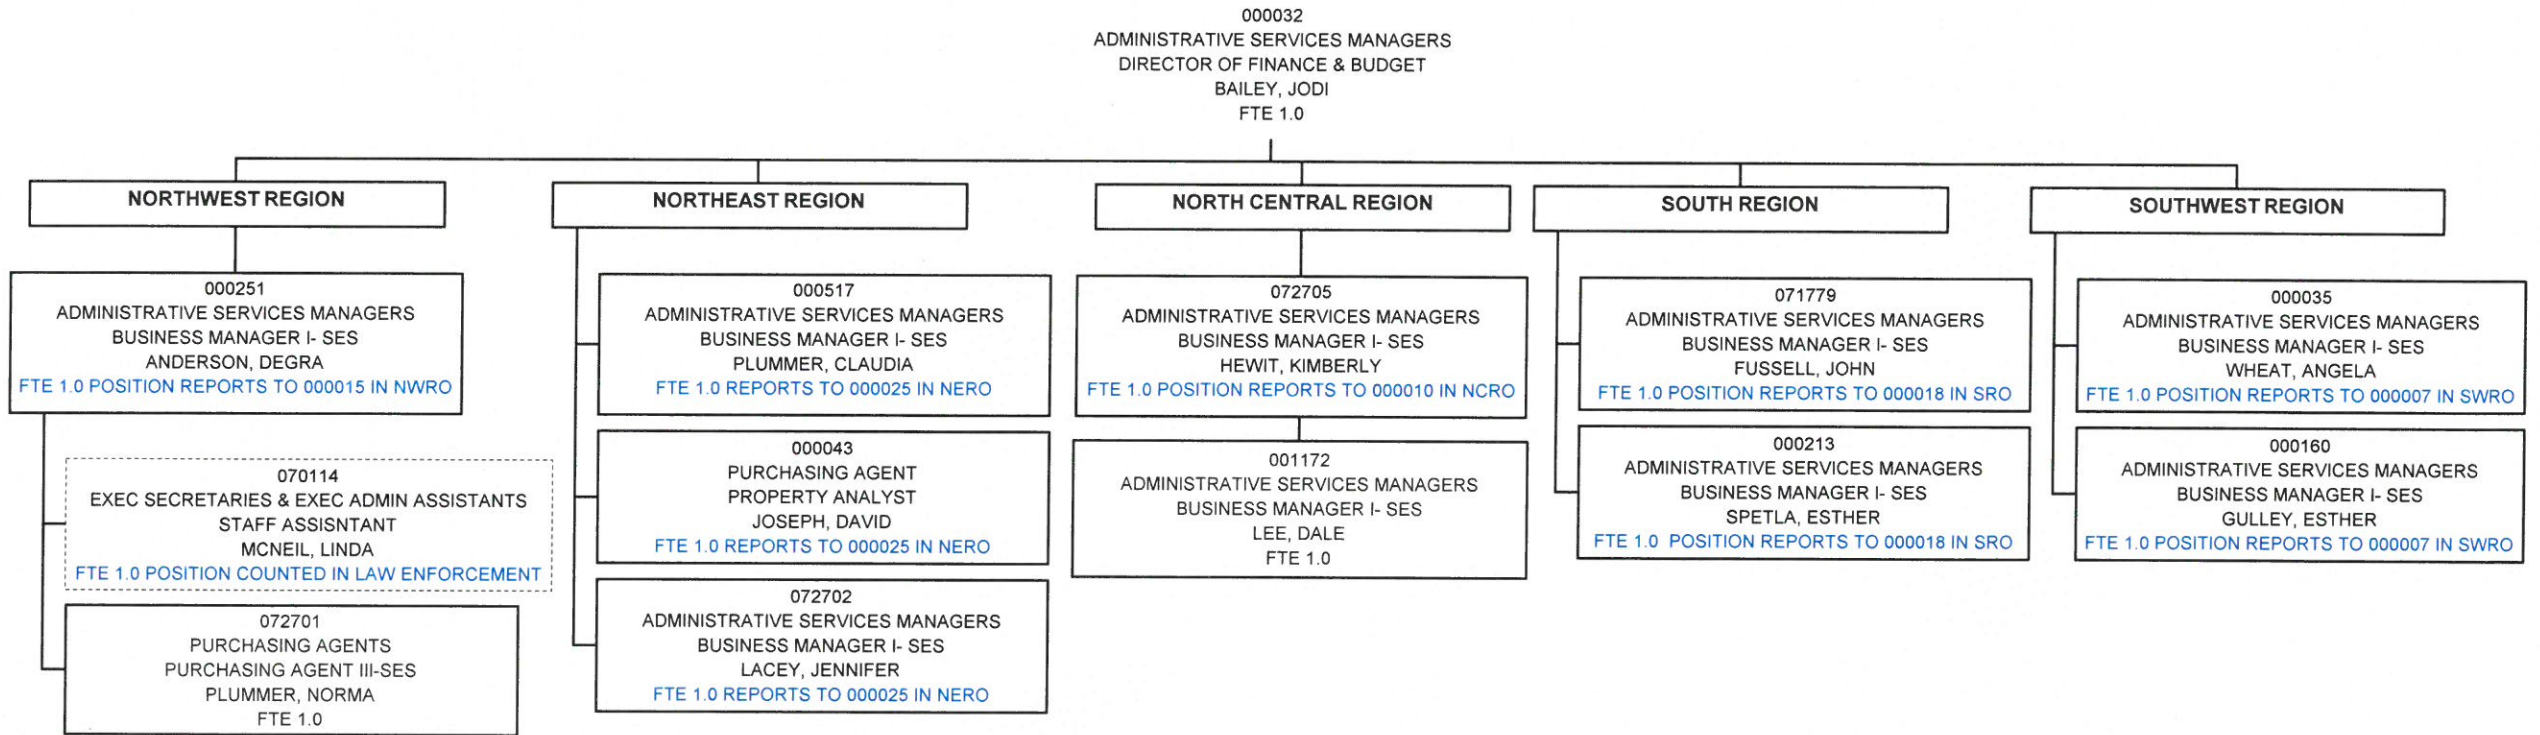 000032
ADMINISTRATIVE SERVICES MANAGERS
DIRECTOR OF FINANCE & BUDGET
BAILEY, JODI
FTE 1.0
NORTHWEST REGION
000251
ADMINISTRATIVE SERVICES MANAGERS
BUSINESS MANAGER I- SES
ANDERSON, DEGRA
FTE 1.0 POSITION REPORTS TO 000015 IN NWRO
070114
EXEC SECRETARIES & EXEC ADMIN ASSISTANTS
STAFF ASSISNTANT
MCNEIL, LINDA
FTE 1.0 POSITION COUNTED IN LAW ENFORCEMENT
072701
PURCHASING AGENTS
PURCHASING AGENT III-SES
PLUMMER, NORMA
FTE 1.0
NORTHEAST REGION
000517
ADMINISTRATIVE SERVICES MANAGERS
BUSINESS MANAGER I- SES
PLUMMER, CLAUDIA
FTE 1.0 REPORTS TO 000025 IN NERO
000043
PURCHASING AGENT
PROPERTY ANALYST
JOSEPH, DAVID
FTE 1.0 REPORTS TO 000025 IN NERO
072702
ADMINISTRATIVE SERVICES MANAGERS
BUSINESS MANAGER I- SES
LACEY, JENNIFER
FTE 1.0 REPORTS TO 000025 IN NERO
NORTH CENTRAL REGION
072705
ADMINISTRATIVE SERVICES MANAGERS
BUSINESS MANAGER I- SES
HEWIT, KIMBERLY
FTE 1.0 POSITION REPORTS TO 000010 IN NCRO
001172
ADMINISTRATIVE SERVICES MANAGERS
BUSINESS MANAGER I- SES
LEE, DALE
FTE 1.0
SOUTH REGION
071779
ADMINISTRATIVE SERVICES MANAGERS
BUSINESS MANAGER I- SES
FUSSELL, JOHN
FTE 1.0 POSITION REPORTS TO 000018 IN SRO
000213
ADMINISTRATIVE SERVICES MANAGERS
BUSINESS MANAGER I- SES
SPETLA, ESTHER
FTE 1.0 POSITION REPORTS TO 000018 IN SRO
SOUTHWEST REGION
000035
ADMINISTRATIVE SERVICES MANAGERS
BUSINESS MANAGER I- SES
WHEAT, ANGELA
FTE 1.0 POSITION REPORTS TO 000007 IN SWRO
000160
ADMINISTRATIVE SERVICES MANAGERS
BUSINESS MANAGER I- SES
GULLEY, ESTHER
FTE 1.0 POSITION REPORTS TO 000007 IN SWRO